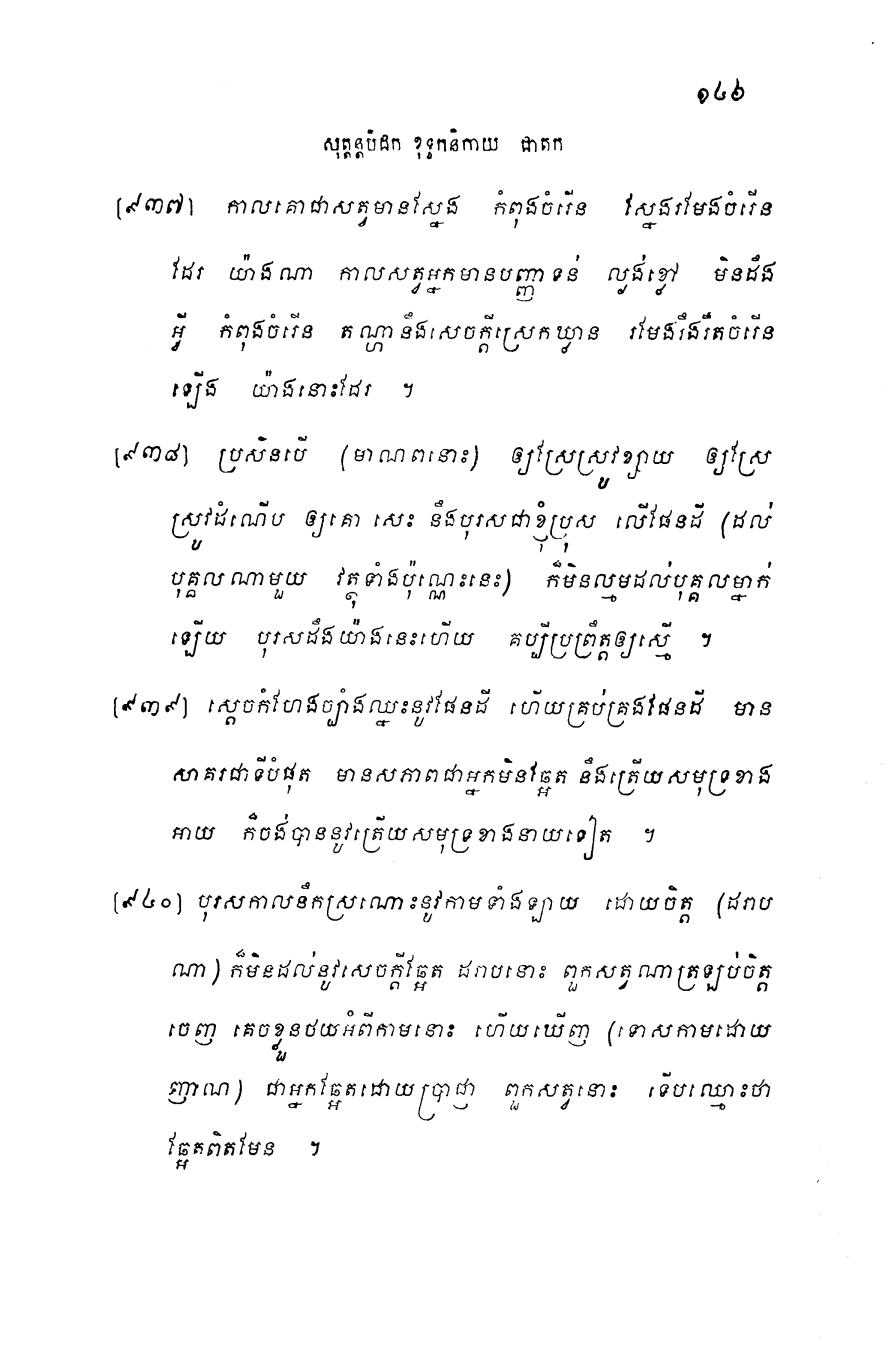 ១៤៦
សុត្តន្តបិដក ខុទ្ទកនិកាយ ជាតក
[៩៣៧] កាលគោជាសត្វមានស្នែង កំពុងចំរើន ស្នែងរមែងចំរើន
ដែរ យ៉ាងណា កាលសត្វអ្នកមានបញ្ញាទន់ ល្ងង់ខ្លៅ មិនដឹង
អ្វី កំពុងចំរើន តណ្ហានឹងសេចក្តីស្រេកឃ្លាន រមែងរឹងរឹតចំរើន
ឡើង យ៉ាងនោះដែរ ។
[៩៣៨] ប្រសិនបើ (មាណពនោះ) ឲ្យស្រែស្រូវខ្សាយ ឲ្យស្រែ
ស្រូវដំណើប ឲ្យគោ សេះ នឹងបុរសជាខ្ញុំប្រុស លើផែនដី (ដល់
បុគ្គលណាមួយ វត្ថុទាំងប៉ុណ្ណេះនេះ) ក៏មិនល្មមដល់បុគ្គលម្នាក់
ឡើយ បុរសដឹងយ៉ាងនេះហើយ គប្បីប្រព្រឹត្តឲ្យស្មើ ។
[៩៣៩] ស្តេចកំហែងច្បាំងឈ្នះនូវផែនដី ហើយគ្រប់គ្រងផែនដី មាន
សាគរជាទីបំផុត មានសភាពជាអ្នកមិនឆ្អែត នឹងត្រើយសមុទ្រខាង
អាយ ក៏ចង់បាននូវត្រើយសមុទ្រខាងនាយទៀត ។
[៩៤០] បុរសកាលនឹកស្រណោះនូវកាមទាំងឡាយ ដោយចិត្ត (ដរាប
ណា) ក៏មិនដល់នូវសេចក្តីឆ្អែត ដរាបនោះ ពួកសត្វណាត្រឡប់ចិត្ត
ចេញ គេចខ្លួនថយអំពីកាមនោះ ហើយឃើញ (ទោសកាមដោយ
ញាណ) ជាអ្នកឆ្អែតដោយប្រាជ្ញា ពួកសត្វនោះ ទើបឈ្មោះថា
ឆ្អែតពិតមែន ។